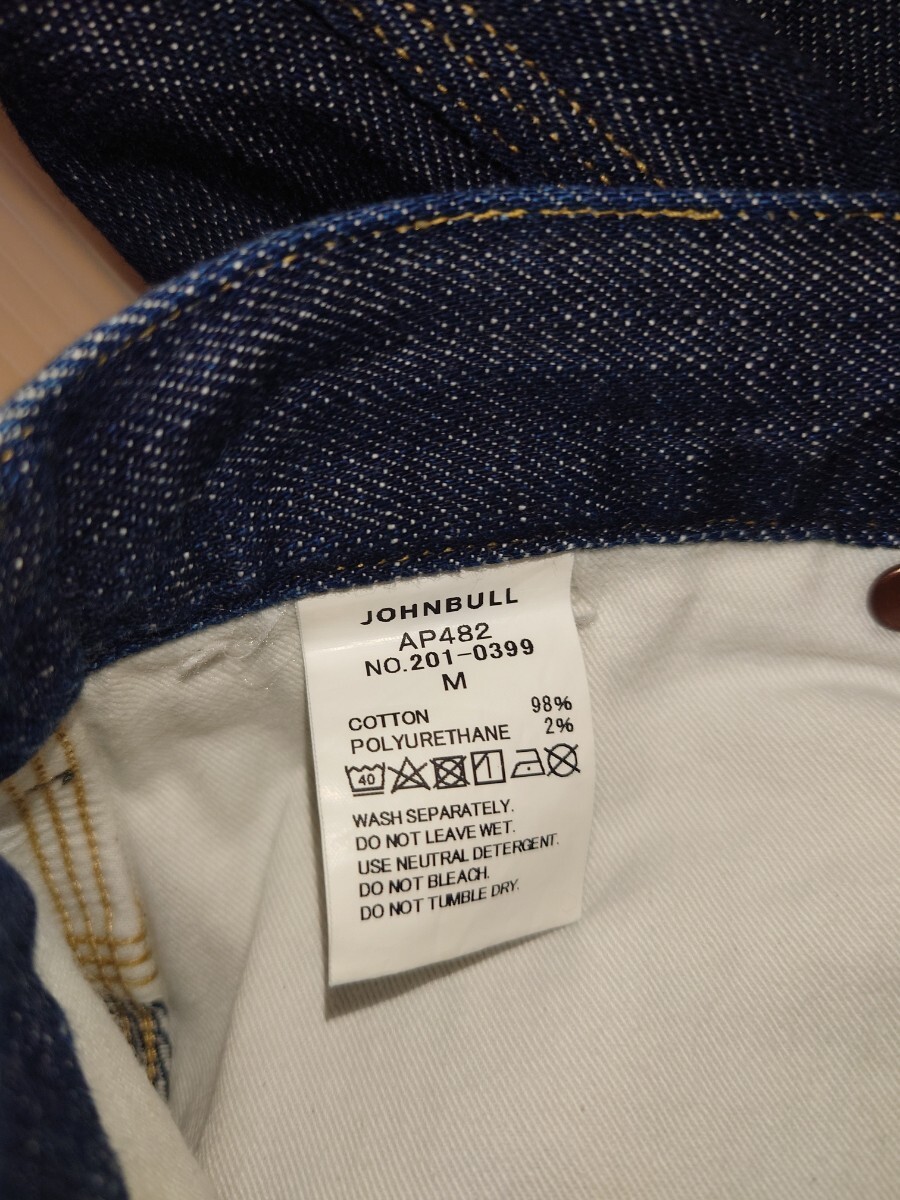 JOHNBULL
AP482
NO.201-0399
M
COTTON 98%
POLYURETHANE 2%
40
WASH SEPARATELY.
DO NOT LEAVE WET.
USE NEUTRAL DETERGENT.
DO NOT BLEACH.
DO NOT TUMBLE DRY.